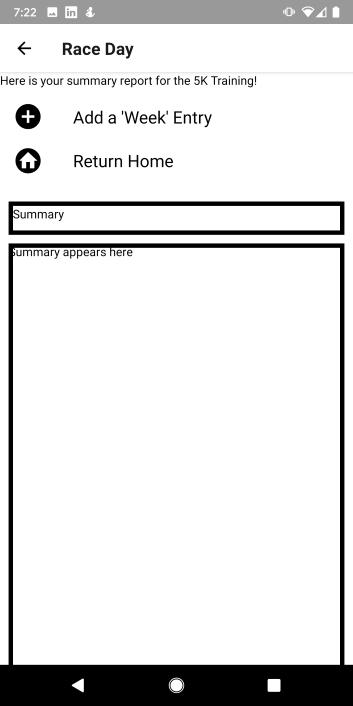 7:22
Race Day
Here is your summary report for the 5K Training!
Add a 'Week' Entry
Return Home
Summary
Summary appears here